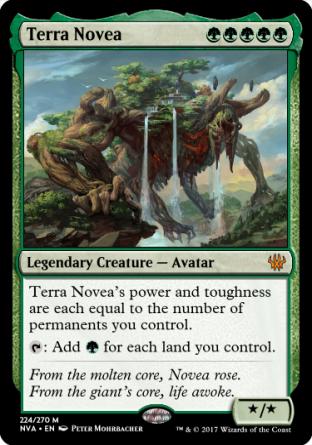 Terra Novea
Legendary Creature — Avatar
Terra Novea's power and toughness
are each equal to the number of
permanents you control.
: Add for each land you control.
From the molten core, Novea rose.
From the giant's core, life awoke.
*/*
224/270 M
NVA • EN Peter Mohrbacher
™ & © 2017 Wizards of the Coast